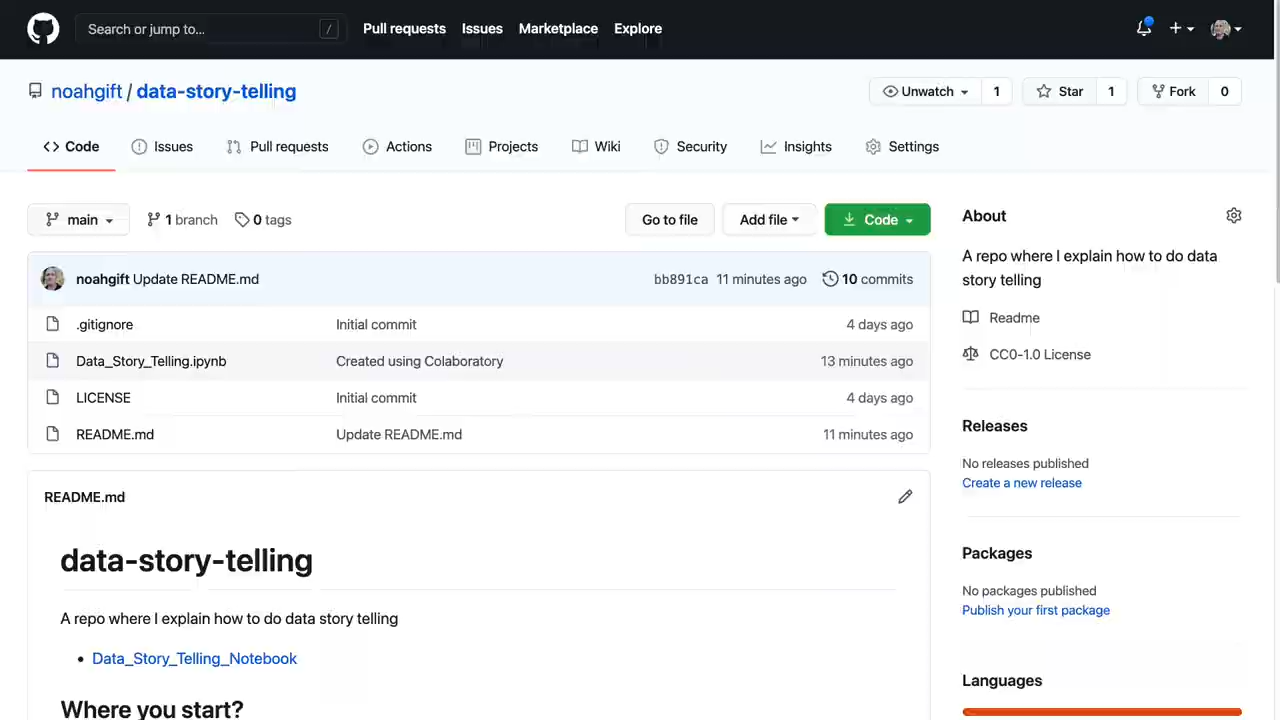 Search or jump to... /
Pull requests Issues Marketplace Explore
noahgift / data-story-telling
Unwatch 1 Star 1 Fork 0
Code Issues Pull requests Actions Projects Wiki Security Insights Settings
main 1 branch 0 tags Go to file Add file Code
noahgift Update README.md bb891ca 11 minutes ago 10 commits
.gitignore Initial commit 4 days ago
Data_Story_Telling.ipynb Created using Colaboratory 13 minutes ago
LICENSE Initial commit 4 days ago
README.md Update README.md 11 minutes ago
README.md
data-story-telling
A repo where I explain how to do data story telling
Data_Story_Telling_Notebook
Where you start?
About
A repo where I explain how to do data
story telling
Readme
CC0-1.0 License
Releases
No releases published
Create a new release
Packages
No packages published
Publish your first package
Languages